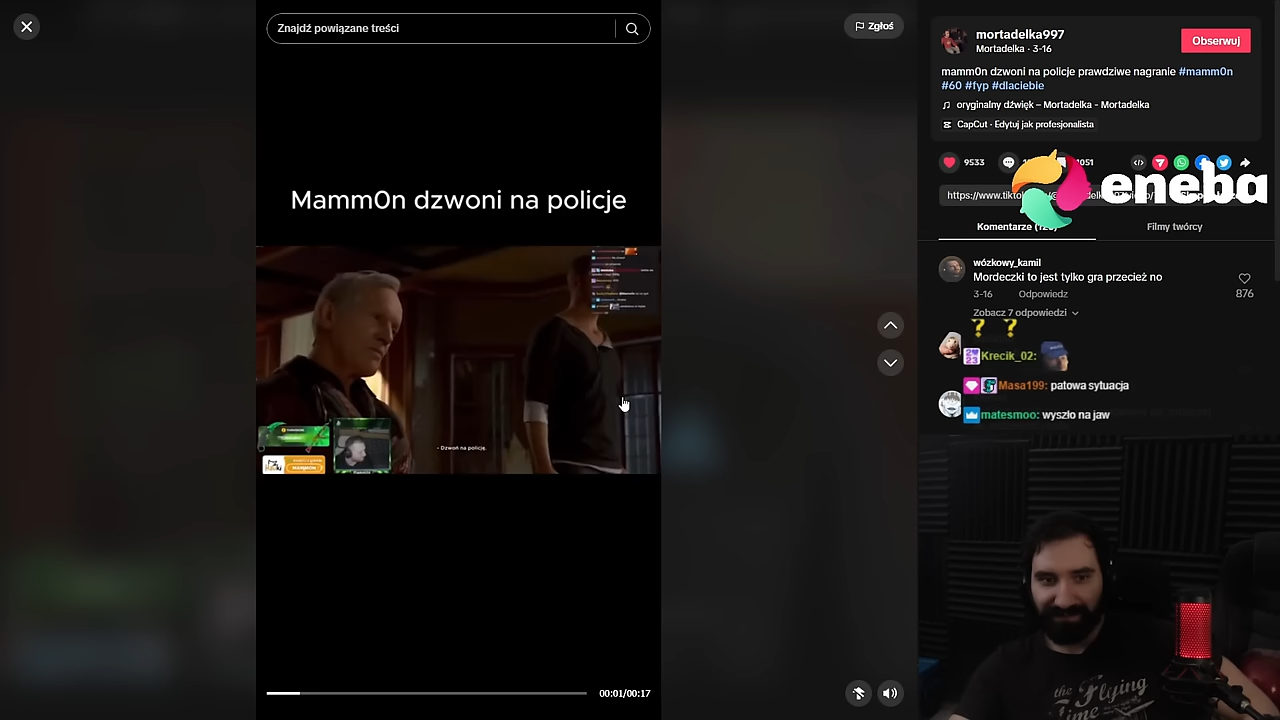 Znajdź powiązane treści
Zgłoś
Mamm0n dzwoni na policje
- Dzwoń na policję.
00:01/00:17
mortadelka997
Mortadelka · 3-16
Obserwuj
mamm0n dzwoni na policje prawdziwe nagranie #mamm0n
#60 #fyp #dlaciebie
oryginalny dźwięk – Mortadelka - Mortadelka
CapCut · Edytuj jak profesjonalista
9533
1051
https://www.tikto
eneba
Komentarze
Filmy twórcy
wózkowy_kamil
Mordeczki to jest tylko gra przecież no
3-16 Odpowiedz
876
Zobacz 7 odpowiedzi
? ?
Krecik_02:
Masa199: patowa sytuacja
matesmoo: wyszło na jaw
the Flying